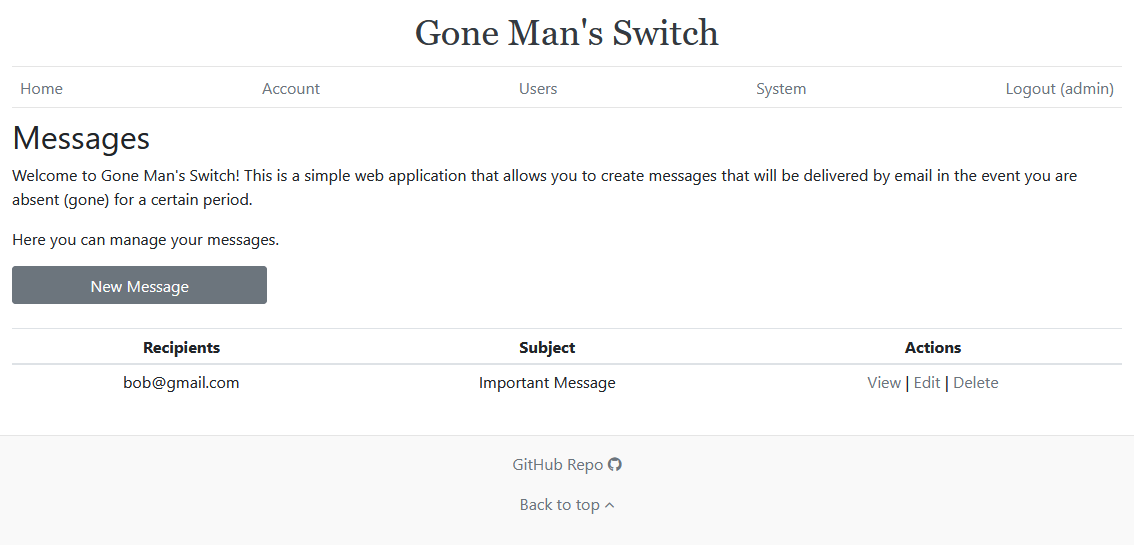 Gone Man's Switch
Home Account Users System Logout (admin)
Messages
Welcome to Gone Man's Switch! This is a simple web application that allows you to create messages that will be delivered by email in the event you are
absent (gone) for a certain period.
Here you can manage your messages.
New Message
Recipients Subject Actions
bob@gmail.com Important Message View | Edit | Delete
GitHub Repo
Back to top